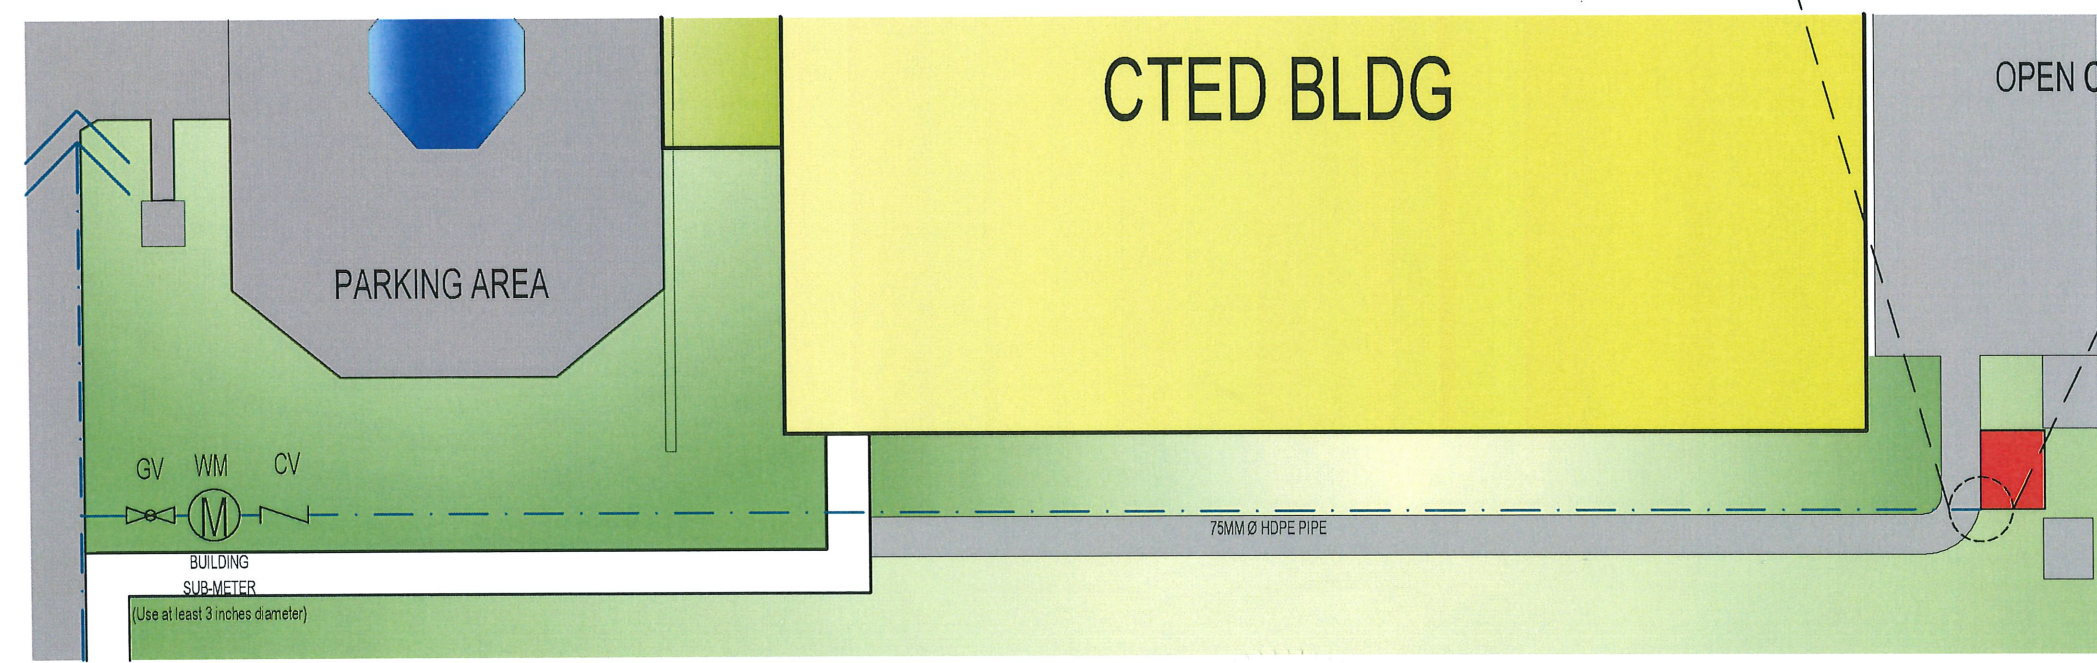 CTED BLDG
OPEN
PARKING AREA
GV WM CV
M
75MM Ø HDPE PIPE
BUILDING
SUB-METER
(Use at least 3 inches diameter)